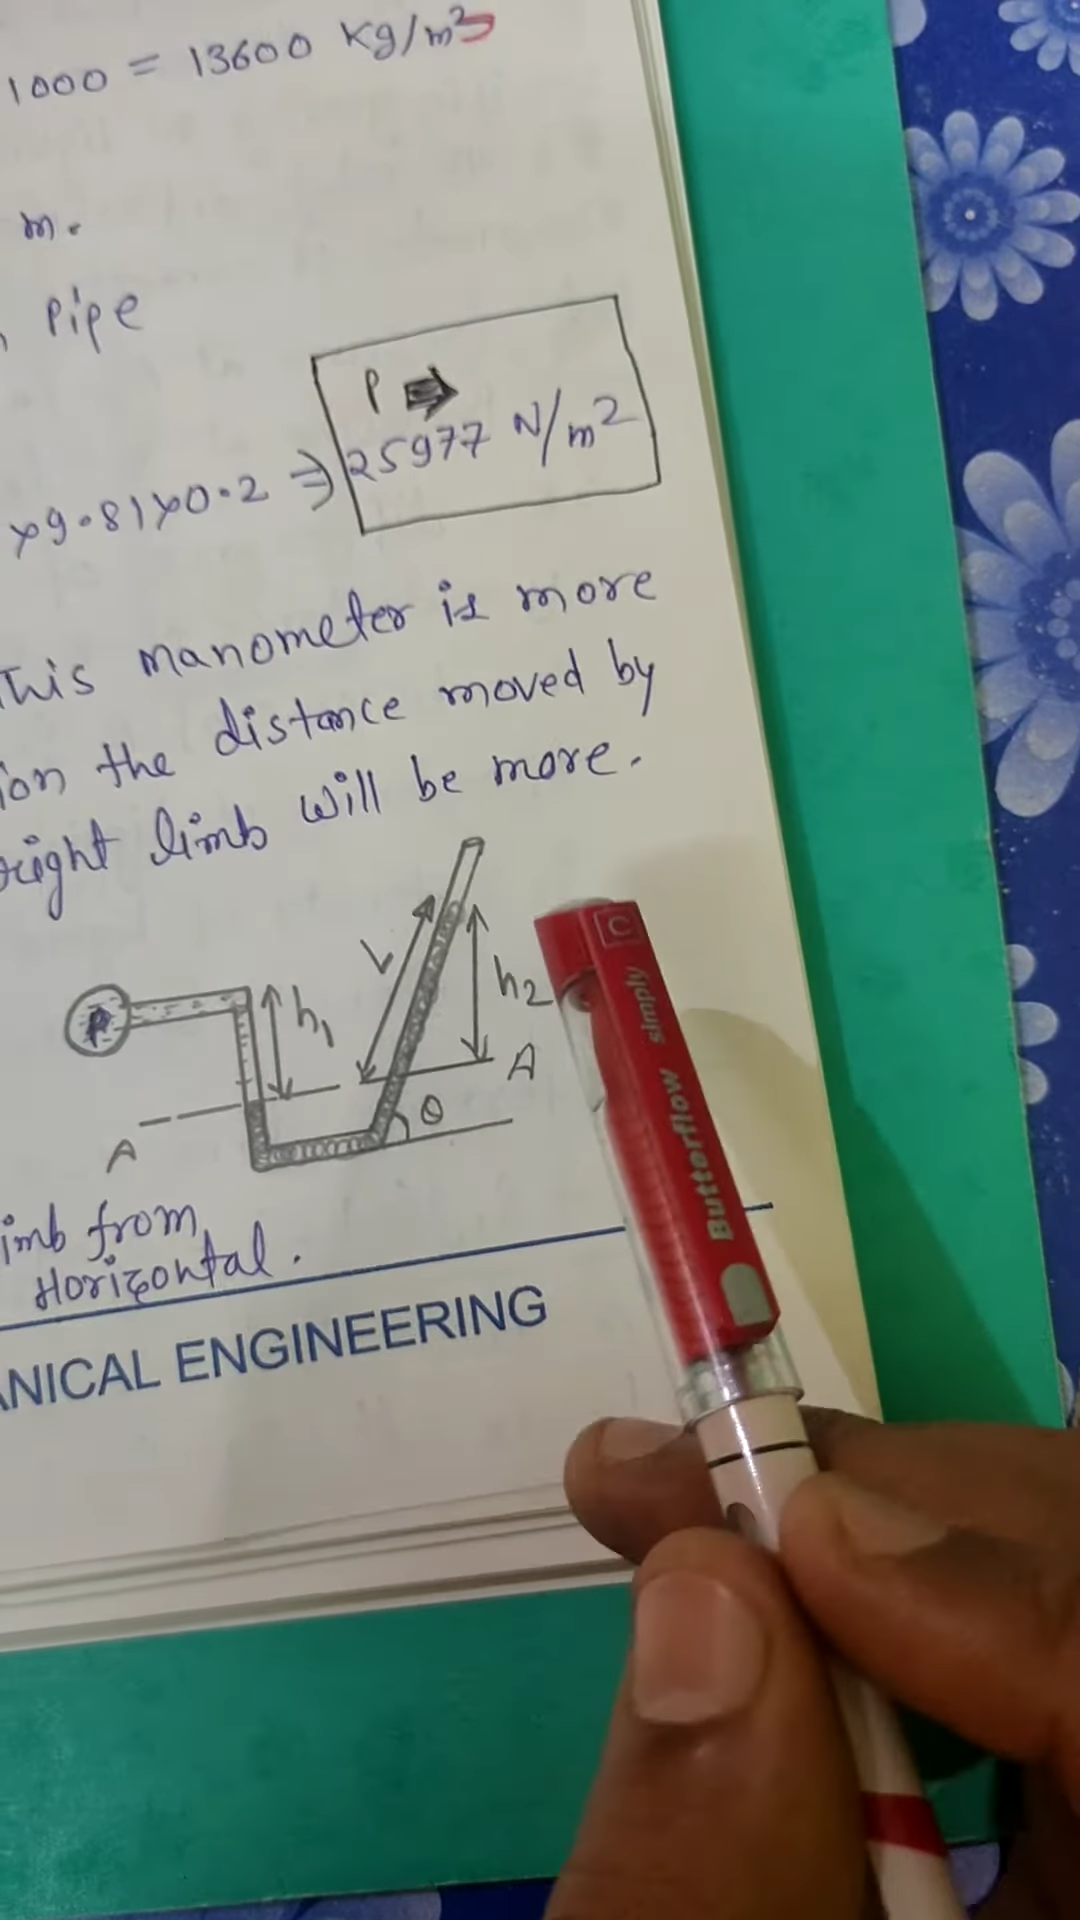 1000 = 13600 Kg/m³
m.
Pipe
P ➡
×9.81×0.2 ⇒ 25977 N/m²
This manometer is more
ion the distance moved by
right limb will be more.
L
h₂
P
h₁
A
θ
A
imb from
Horizontal.
ANICAL ENGINEERING
C
Butterflow simply